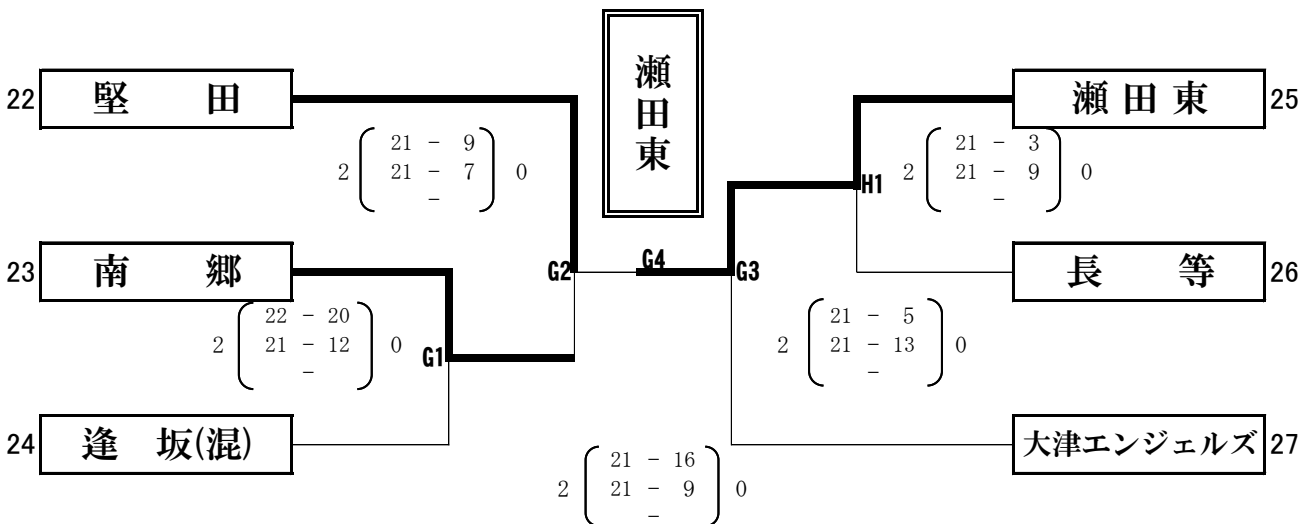 瀬田東
22 堅 田
瀬田東 25
21 - 9
2 21 - 7 0
-
21 - 3
2 21 - 9 0
-
H1
23 南 郷
G2
G4
G3
長 等 26
22 - 20
2 21 - 12 0
-
G1
21 - 5
2 21 - 13 0
-
24 逢 坂(混)
大津エンジェルズ 27
21 - 16
2 21 - 9 0
-